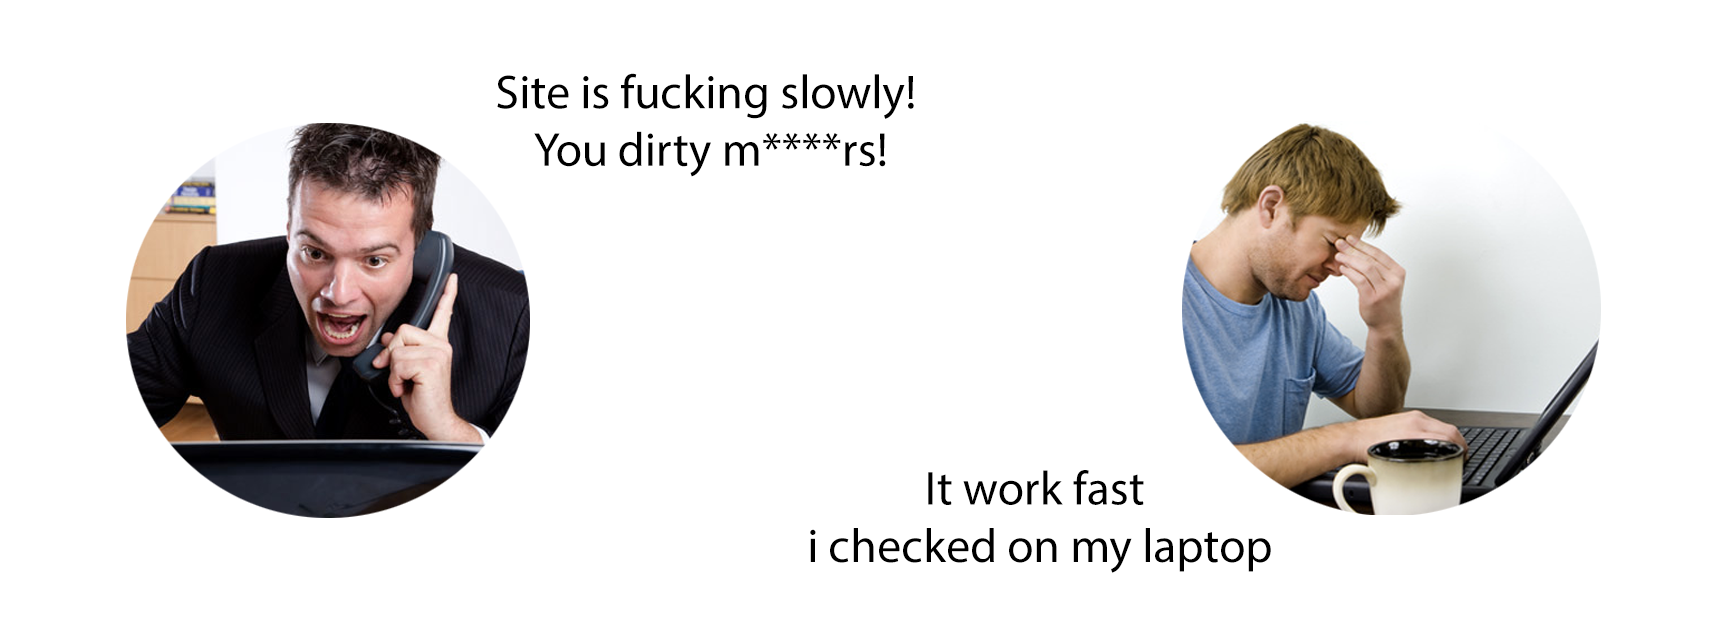 Site is fucking slowly!
You dirty m****rs!
It work fast
i checked on my laptop